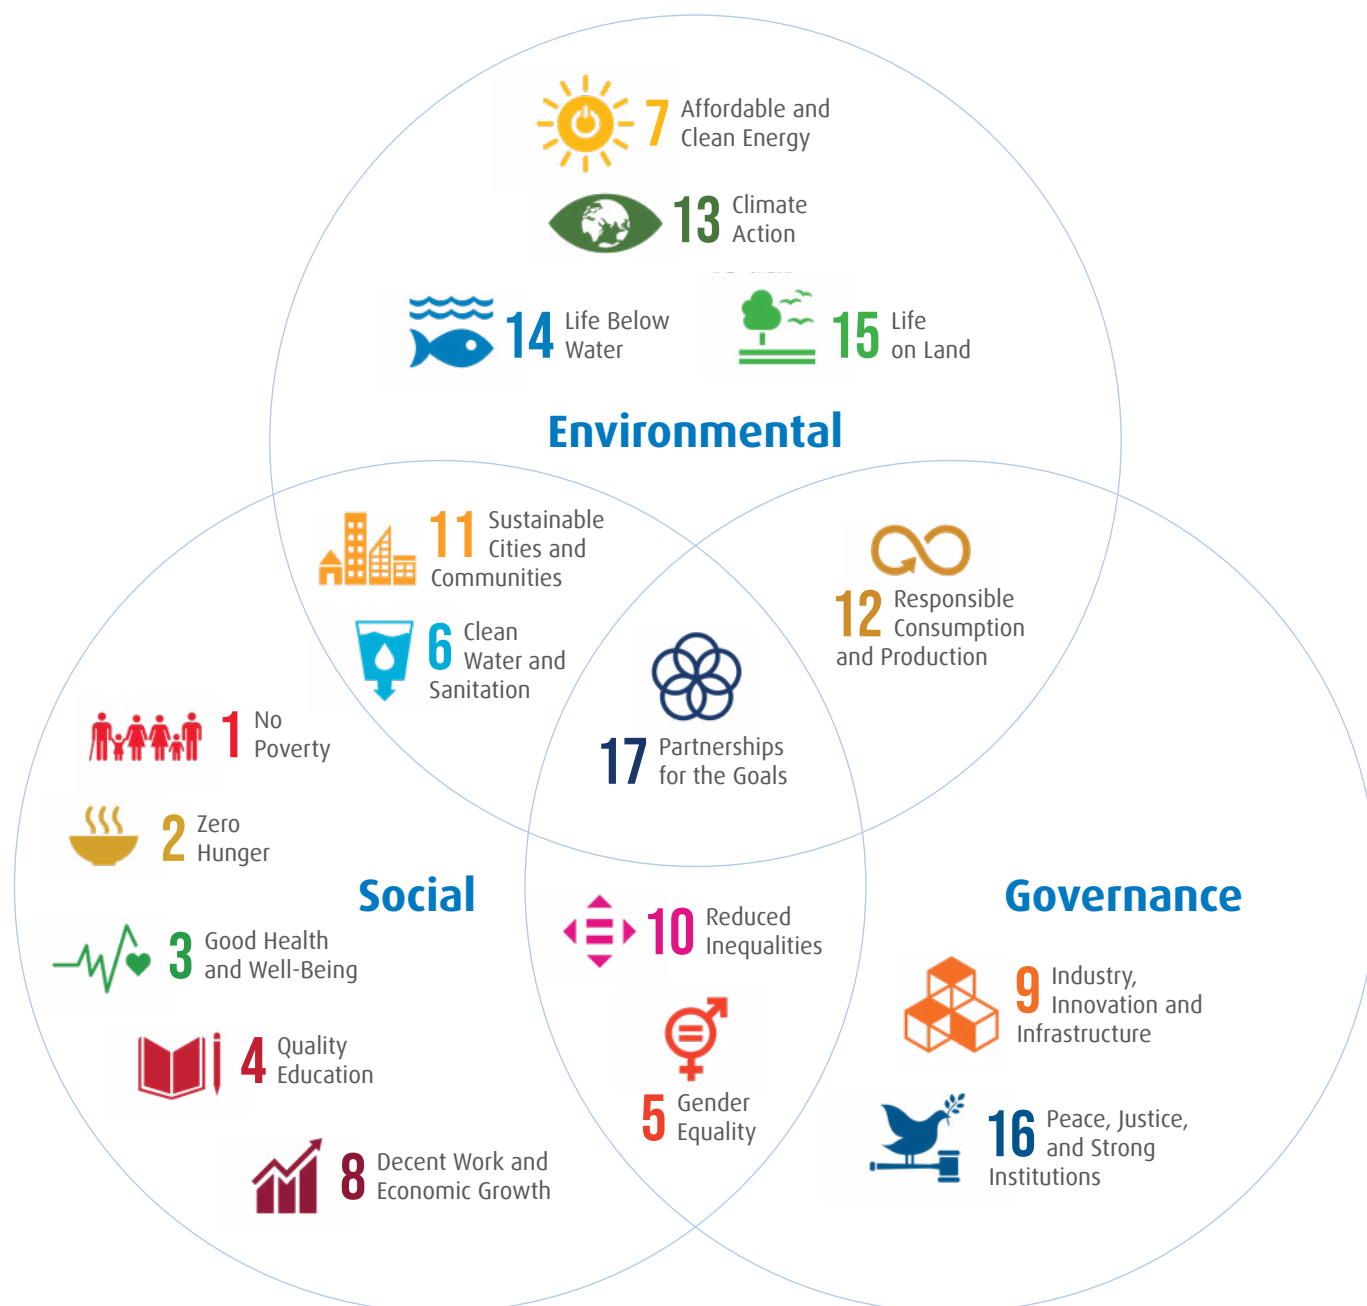 7 Affordable and
Clean Energy
13 Climate
Action
14 Life Below
Water
15 Life
on Land
Environmental
11 Sustainable
Cities and
Communities
12 Responsible
Consumption
and Production
6 Clean
Water and
Sanitation
17 Partnerships
for the Goals
1 No
Poverty
2 Zero
Hunger
Social
Governance
3 Good Health
and Well-Being
10 Reduced
Inequalities
9 Industry,
Innovation and
Infrastructure
4 Quality
Education
5 Gender
Equality
16 Peace, Justice,
and Strong
Institutions
8 Decent Work and
Economic Growth